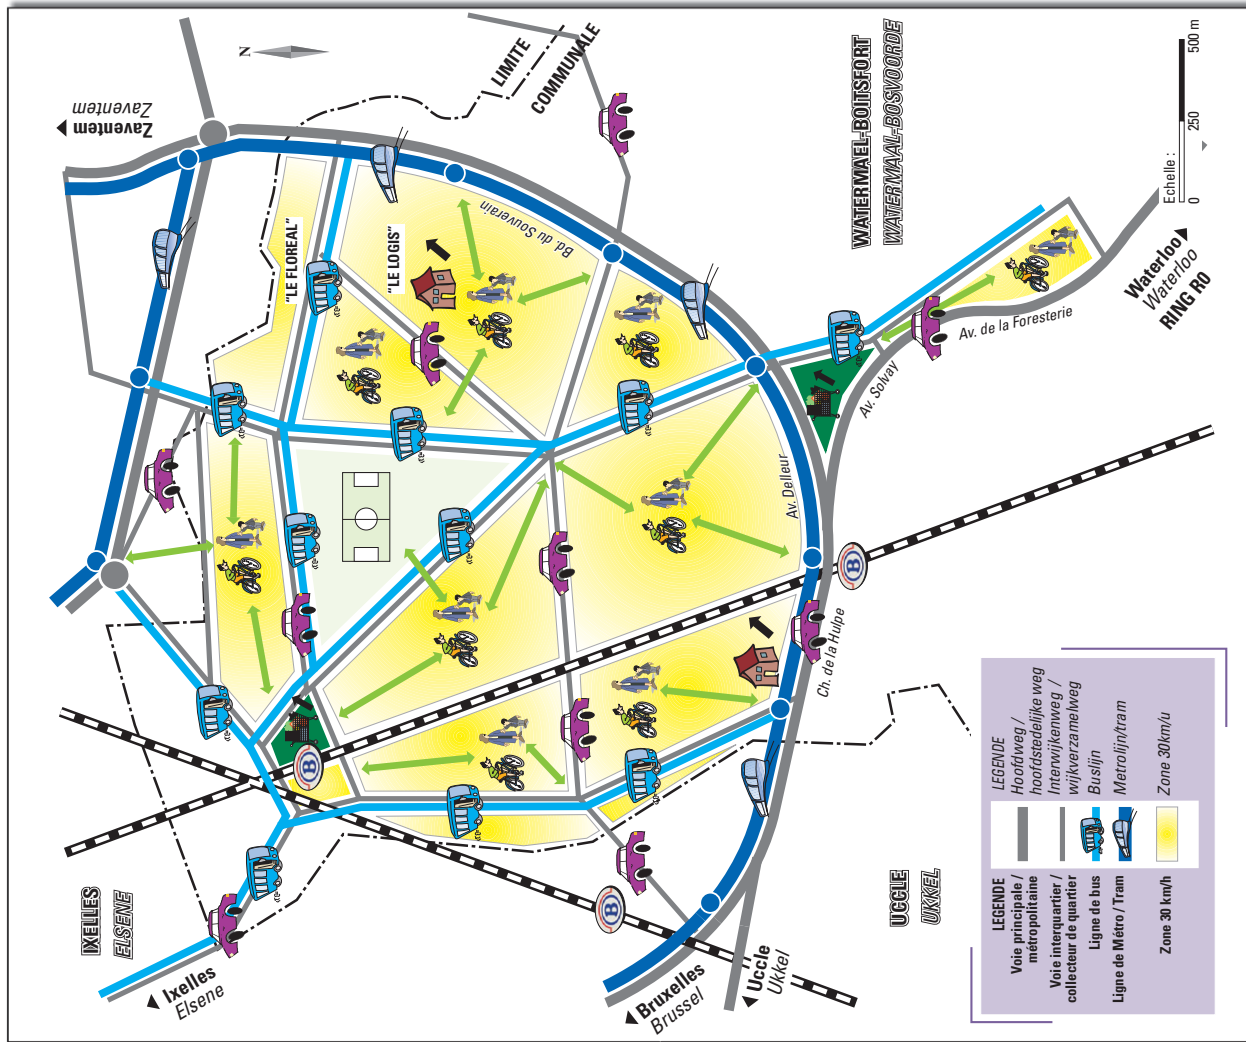 N
Zaventem
Zaventem
LIMITE
COMMUNALE
"LE FLOREAL"
"LE LOGIS"
Bd. du Souverain
WATERMAEL-BOITSFORT
WATERMAAL-BOSVOORDE
Echelle :
0
250
500 m
Waterloo
Waterloo
RING R0
Av. de la Foresterie
Av. Solvay
Av. Delleur
Ch. de la Hulpe
B
B
B
IXELLES
ELSENE
Ixelles
Elsene
Bruxelles
Brussel
Uccle
Ukkel
UCCLE
UKKEL
LEGENDE
Voie principale /
métropolitaine
Voie interquartier /
collecteur de quartier
Ligne de bus
Ligne de Métro / Tram
Zone 30 km/h
LEGENDE
Hoofdweg /
hoofdstedelijke weg
Interwijkenweg /
wijkverzamelweg
Buslijn
Metrolijn/tram
Zone 30km/u